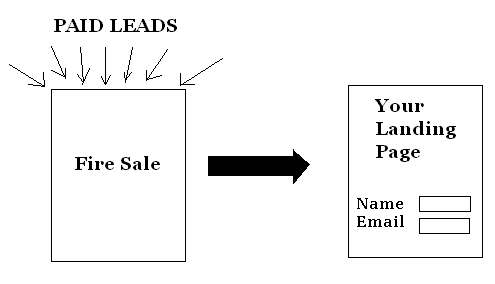 PAID LEADS
Fire Sale
Your
Landing
Page
Name
Email